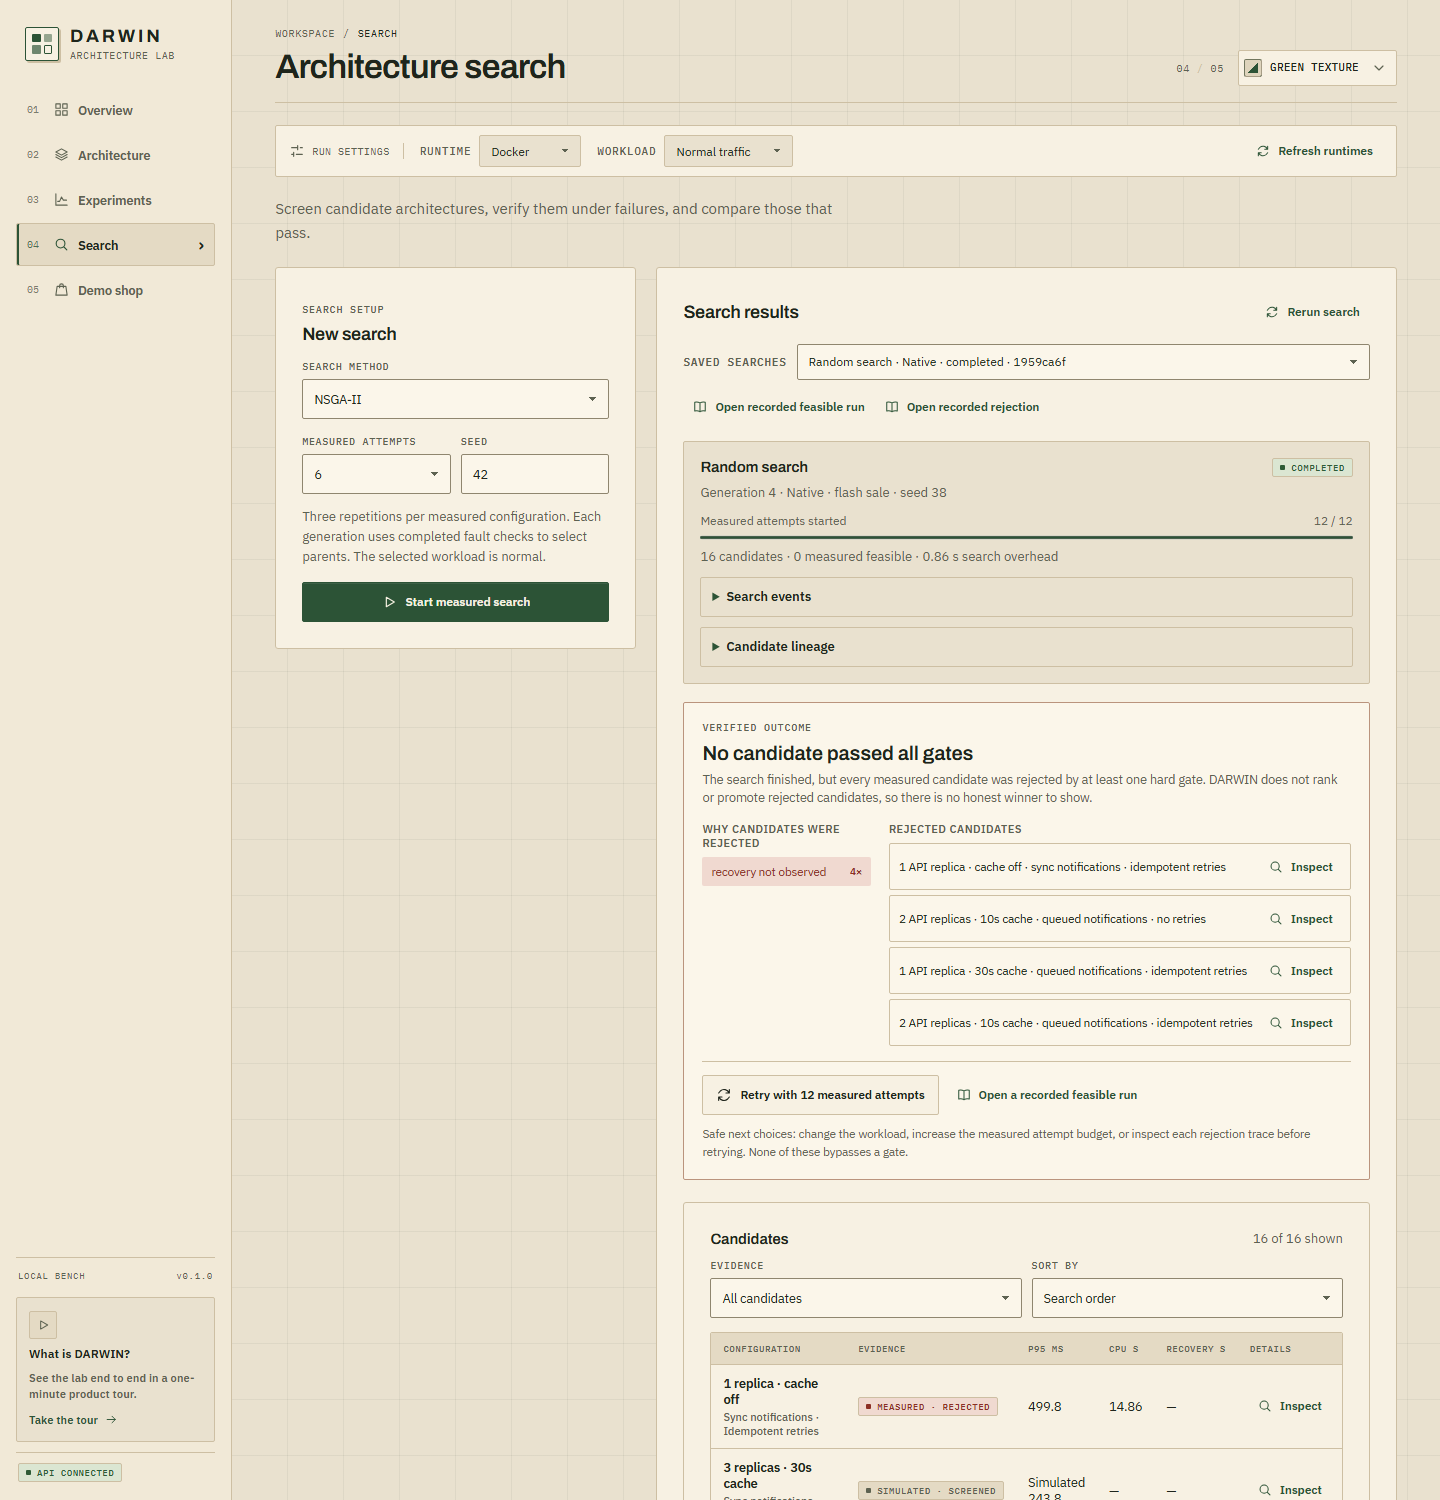 DARWIN
ARCHITECTURE LAB
01 Overview
02 Architecture
03 Experiments
04 Search
05 Demo shop
LOCAL BENCH v0.1.0
What is DARWIN?
See the lab end to end in a one-
minute product tour.
Take the tour
API CONNECTED
WORKSPACE / SEARCH
Architecture search
04 / 05
GREEN TEXTURE
RUN SETTINGS
RUNTIME Docker
WORKLOAD Normal traffic
Refresh runtimes
Screen candidate architectures, verify them under failures, and compare those that
pass.
SEARCH SETUP
New search
SEARCH METHOD
NSGA-II
MEASURED ATTEMPTS SEED
6 42
Three repetitions per measured configuration. Each
generation uses completed fault checks to select
parents. The selected workload is normal.
Start measured search
Search results
Rerun search
SAVED SEARCHES Random search · Native · completed · 1959ca6f
Open recorded feasible run Open recorded rejection
Random search COMPLETED
Generation 4 · Native · flash sale · seed 38
Measured attempts started 12 / 12
16 candidates · 0 measured feasible · 0.86 s search overhead
Search events
Candidate lineage
VERIFIED OUTCOME
No candidate passed all gates
The search finished, but every measured candidate was rejected by at least one hard gate. DARWIN does not rank
or promote rejected candidates, so there is no honest winner to show.
WHY CANDIDATES WERE
REJECTED
recovery not observed 4×
REJECTED CANDIDATES
1 API replica · cache off · sync notifications · idempotent retries Inspect
2 API replicas · 10s cache · queued notifications · no retries Inspect
1 API replica · 30s cache · queued notifications · idempotent retries Inspect
2 API replicas · 10s cache · queued notifications · idempotent retries Inspect
Retry with 12 measured attempts Open a recorded feasible run
Safe next choices: change the workload, increase the measured attempt budget, or inspect each rejection trace before
retrying. None of these bypasses a gate.
Candidates 16 of 16 shown
EVIDENCE SORT BY
All candidates Search order
CONFIGURATION EVIDENCE P95 MS CPU S RECOVERY S DETAILS
1 replica · cache
off
Sync notifications ·
Idempotent retries
MEASURED · REJECTED 499.8 14.86 — Inspect
3 replicas · 30s
cache
Sync notifications
SIMULATED · SCREENED Simulated
243.8 — — Inspect